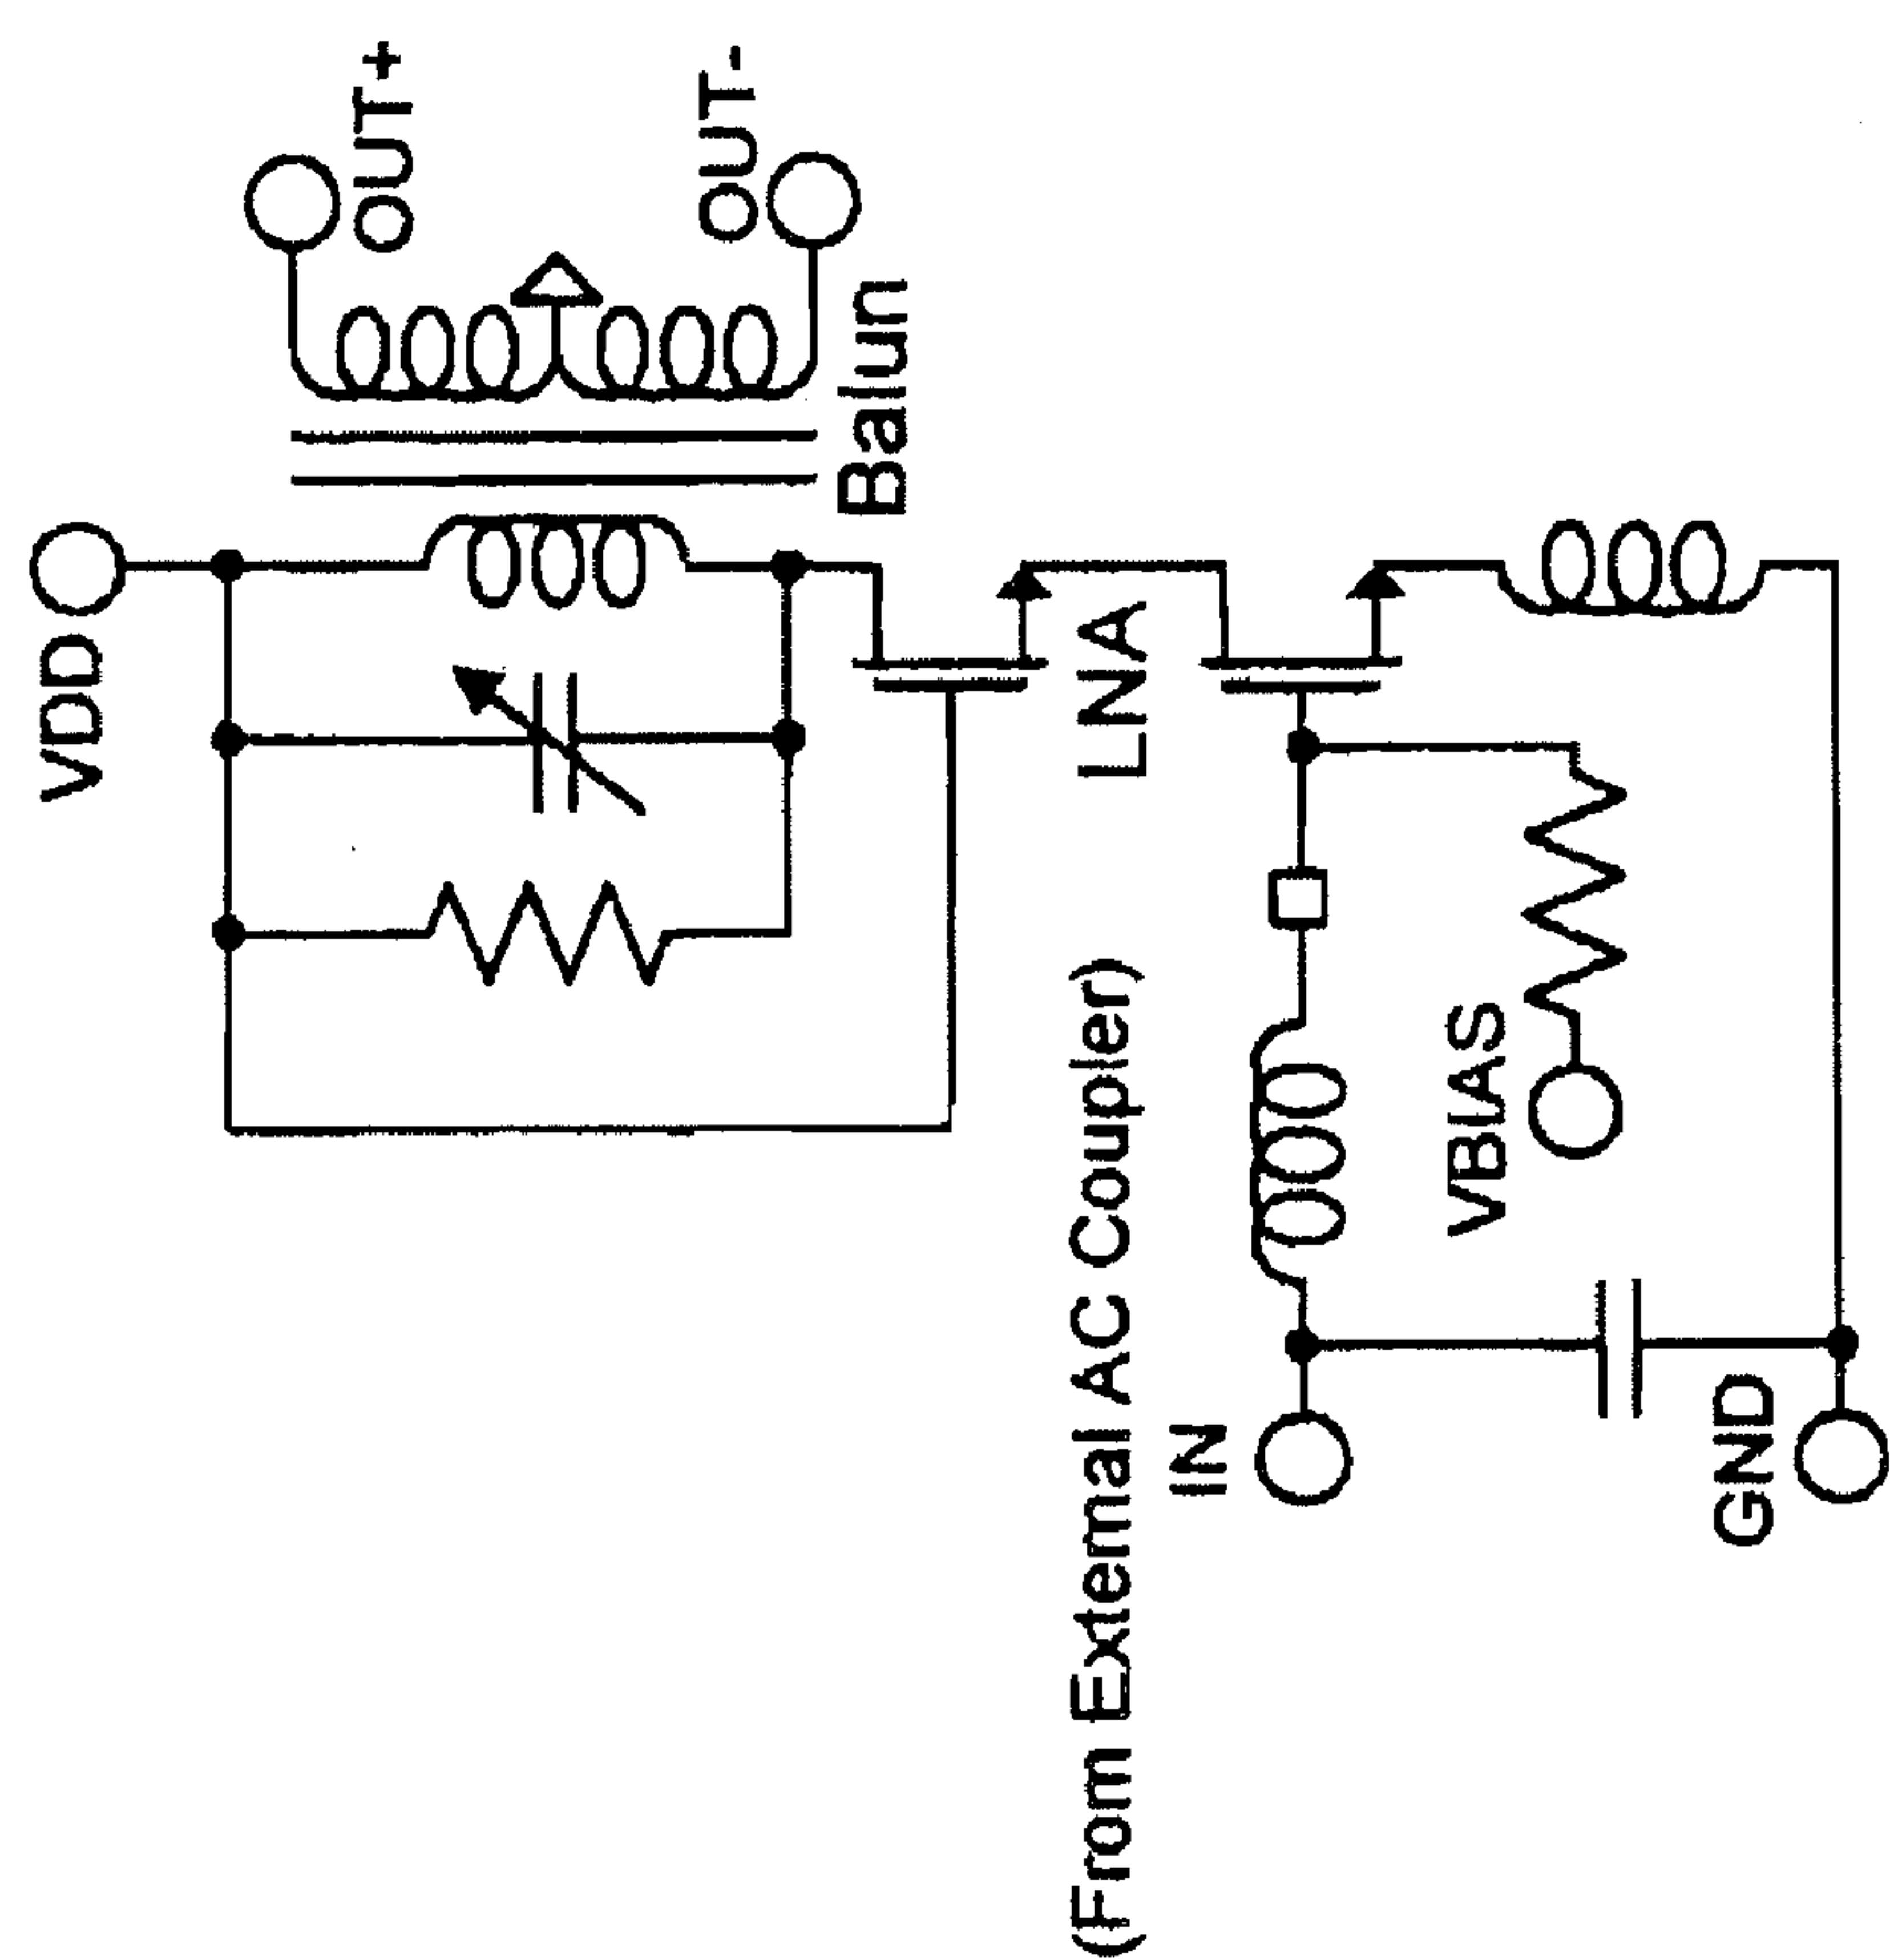 VDD
OUT+
OUT-
Balun
LNA
(From External AC Coupler)
IN
VBIAS
GND